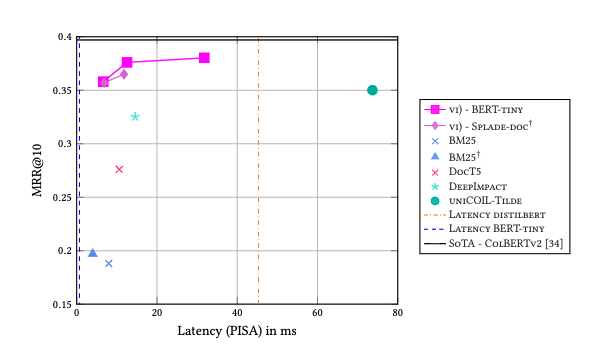 0.4
0.35
0.3
0.25
0.2
0.15
MRR@10
0
20
40
60
80
Latency (PISA) in ms
VI) - BERT-TINY
VI) - SPLADE-DOC†
BM25
BM25†
DOCT5
DEEPIMPACT
UNICOIL-TILDE
LATENCY DISTILBERT
LATENCY BERT-TINY
SOTA - COLBERTV2 [34]